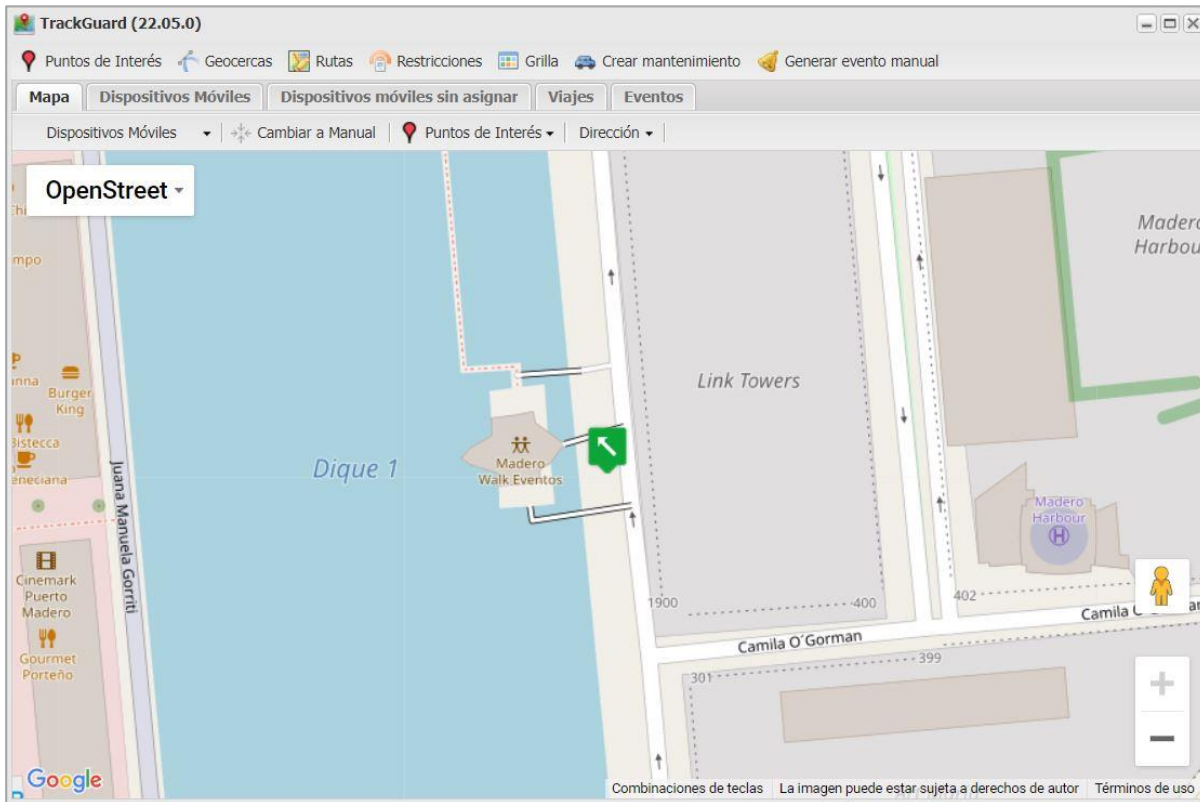 TrackGuard (22.05.0)
Puntos de Interés Geocercas Rutas Restricciones Grilla Crear mantenimiento Generar evento manual
Mapa Dispositivos Móviles Dispositivos móviles sin asignar Viajes Eventos
Dispositivos Móviles Cambiar a Manual Puntos de Interés Dirección
OpenStreet
Madero
Harbou
mpo
Link Towers
Burger
King
Bistecca
eneciana
Dique 1
Madero
Walk Eventos
Juana Manuela Gorriti
Madero
Harbour
H
Cinemark
Puerto
Madero
Gourmet
Porteño
1900
400
402
Camila O´Gorman
Camila
399
301
Google
Combinaciones de teclas La imagen puede estar sujeta a derechos de autor Términos de uso